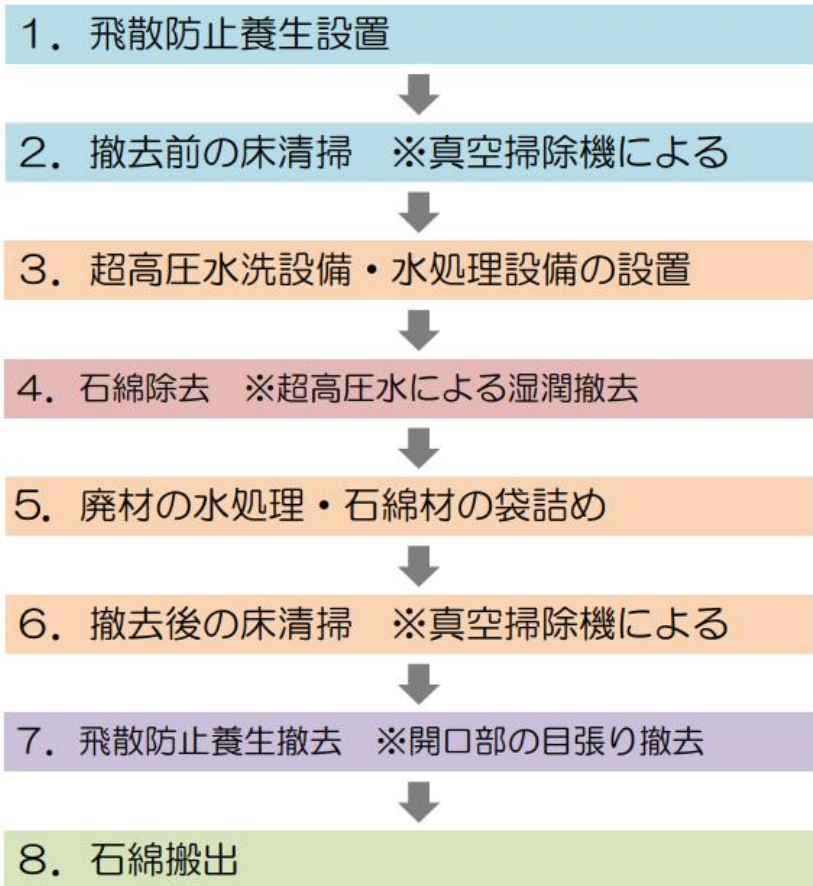 １．飛散防止養生設置
２．撤去前の床清掃　※真空掃除機による
３．超高圧水洗設備・水処理設備の設置
４．石綿除去　※超高圧水による湿潤撤去
５．廃材の水処理・石綿材の袋詰め
６．撤去後の床清掃　※真空掃除機による
７．飛散防止養生撤去　※開口部の目張り撤去
８．石綿搬出